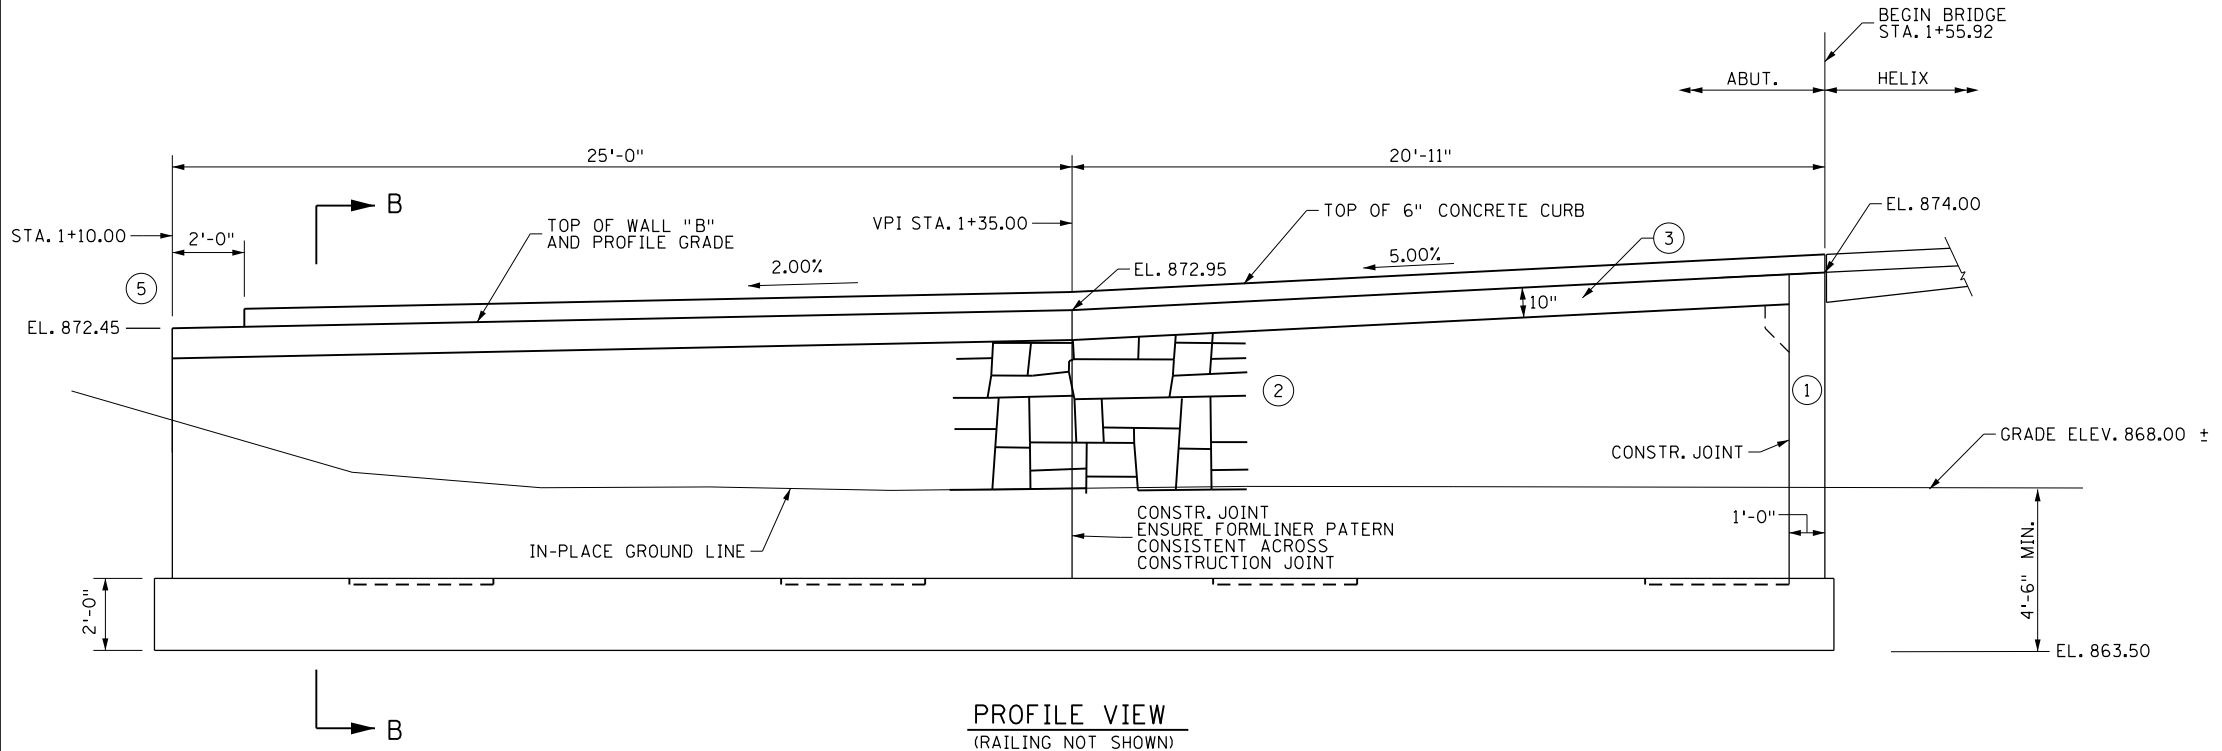 BEGIN BRIDGE
STA. 1+55.92
ABUT.
HELIX
25'-0"
20'-11"
B
TOP OF WALL "B"
AND PROFILE GRADE
VPI STA. 1+35.00
TOP OF 6" CONCRETE CURB
EL. 874.00
STA. 1+10.00
2'-0"
3
5.00%
2.00%
EL. 872.95
5
10"
EL. 872.45
2
1
GRADE ELEV. 868.00 ±
CONSTR. JOINT
CONSTR. JOINT
ENSURE FORMLINER PATERN
CONSISTENT ACROSS
CONSTRUCTION JOINT
1'-0"
IN-PLACE GROUND LINE
4'-6" MIN.
2'-0"
EL. 863.50
B
PROFILE VIEW
(RAILING NOT SHOWN)